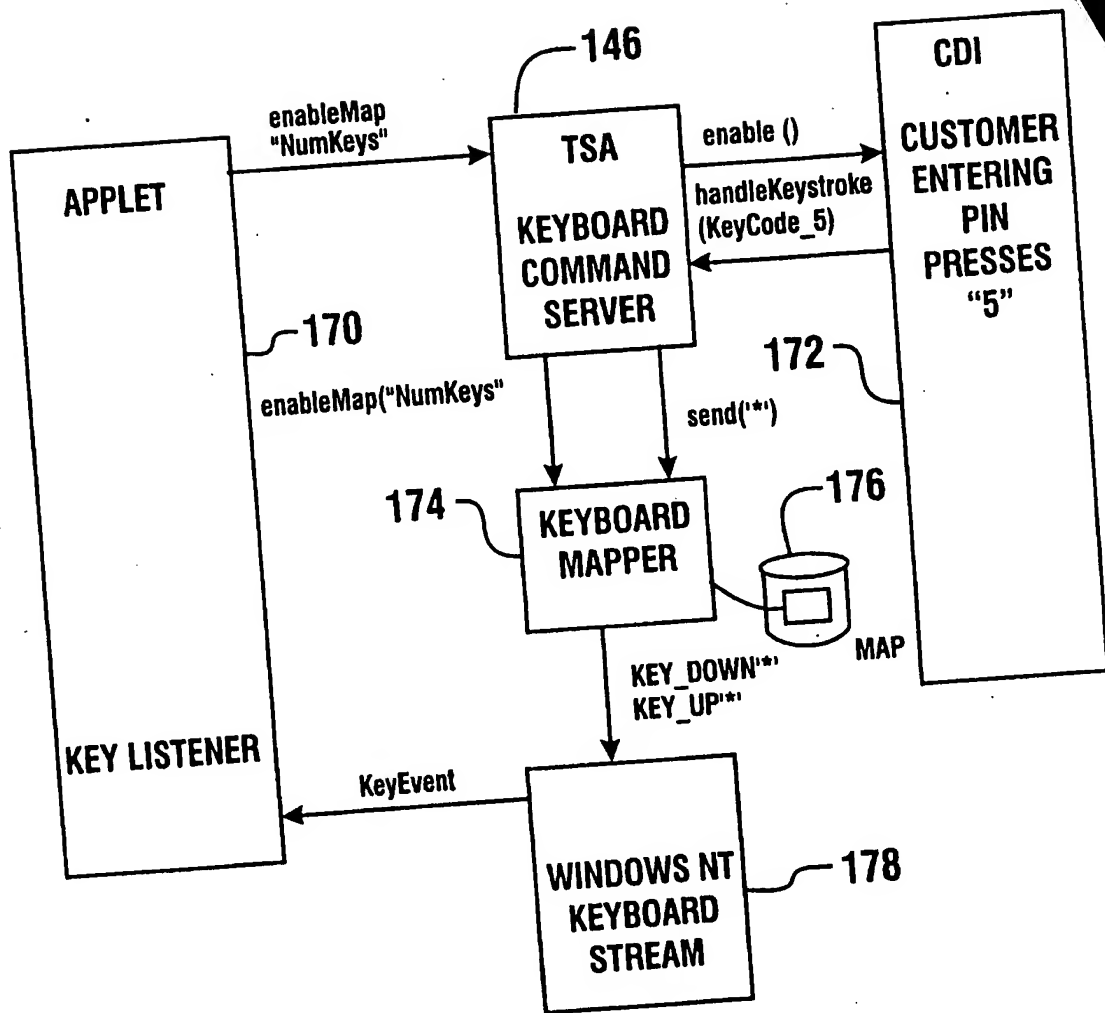 146
CDI
enableMap
"NumKeys"
TSA
enable ()
CUSTOMER
ENTERING
PIN
PRESSES
“5”
APPLET
handleKeystroke
(KeyCode_5)
KEYBOARD
COMMAND
SERVER
170
172
enableMap("NumKeys"
send('*')
174
176
KEYBOARD
MAPPER
MAP
KEY_DOWN'*'
KEY_UP'*'
KEY LISTENER
KeyEvent
WINDOWS NT
KEYBOARD
STREAM
178